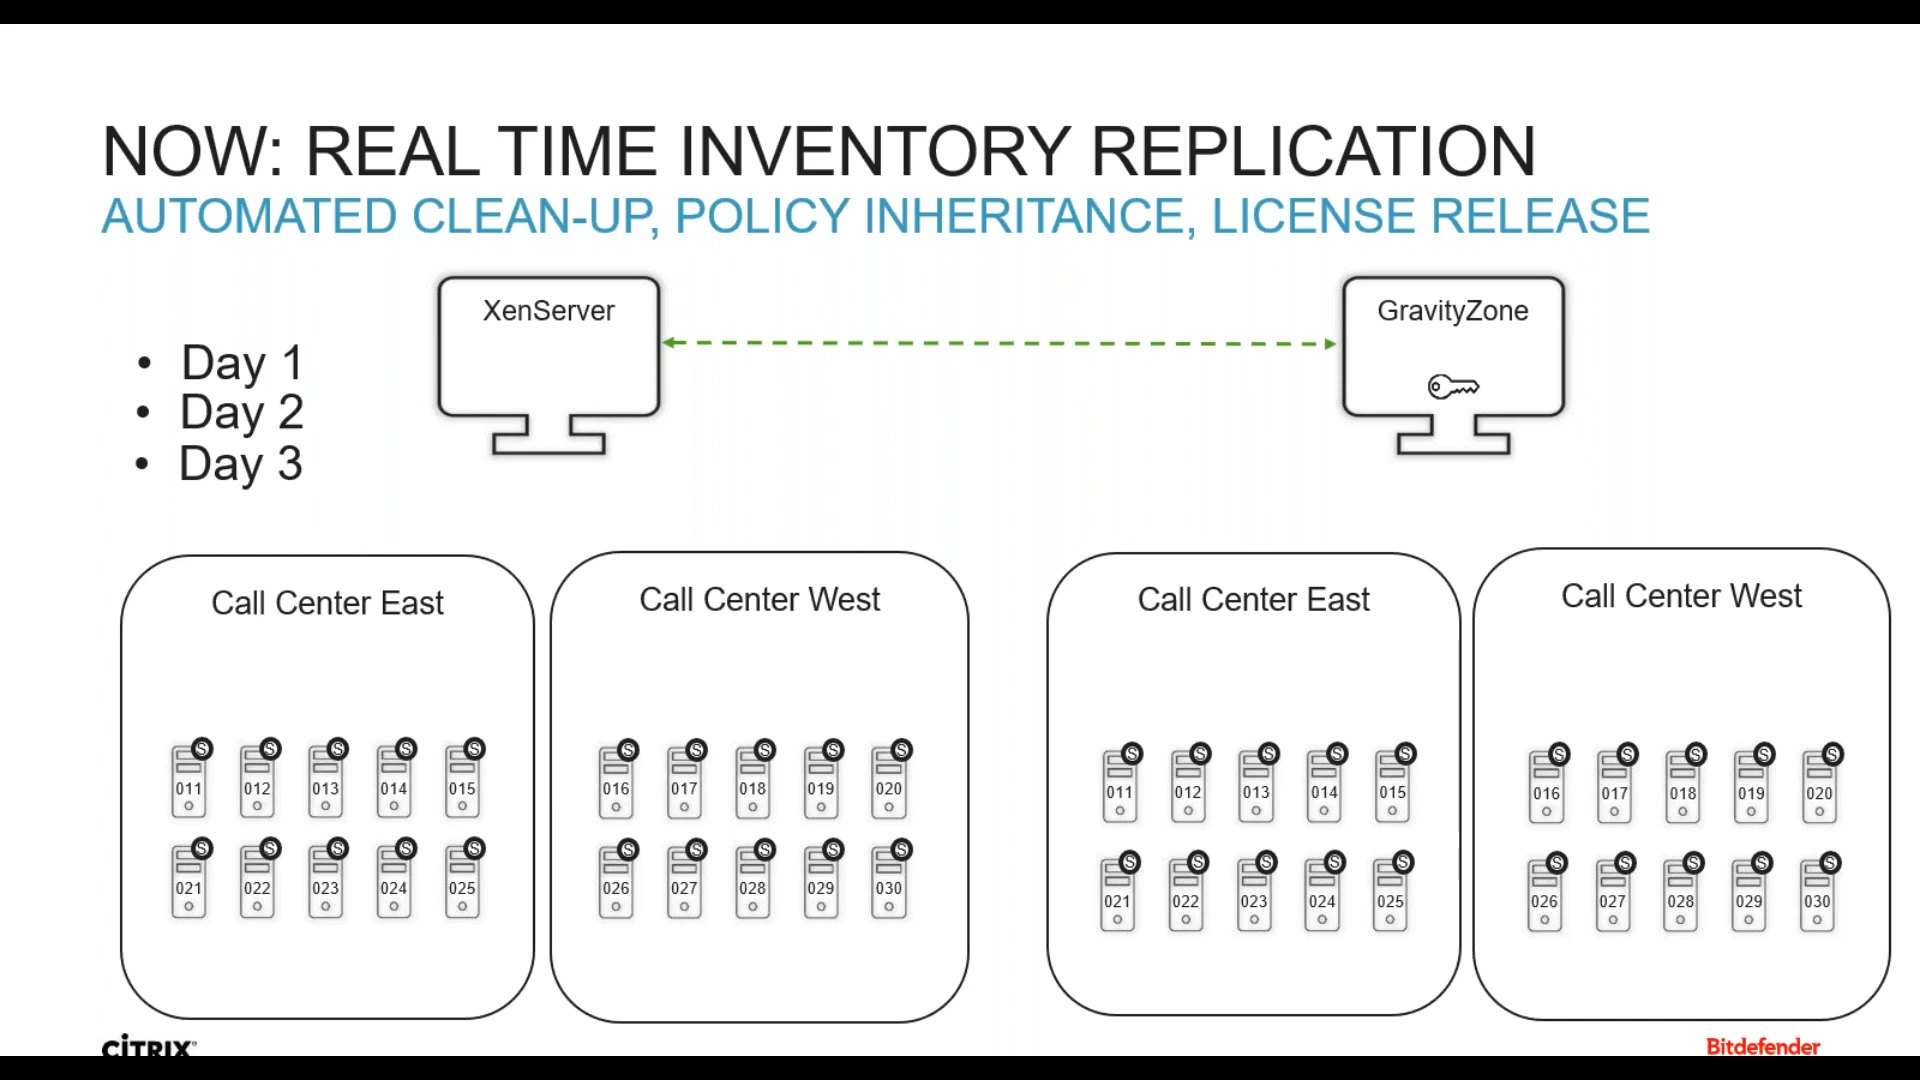 NOW: REAL TIME INVENTORY REPLICATION
AUTOMATED CLEAN-UP, POLICY INHERITANCE, LICENSE RELEASE
XenServer
GravityZone
• Day 1
• Day 2
• Day 3
Call Center East
S S S S S
011 012 013 014 015
S S S S S
021 022 023 024 025
Call Center West
S S S S S
016 017 018 019 020
S S S S S
026 027 028 029 030
Call Center East
S S S S S
011 012 013 014 015
S S S S S
021 022 023 024 025
Call Center West
S S S S S
016 017 018 019 020
S S S S S
026 027 028 029 030
CİTRIX
Bitdefender